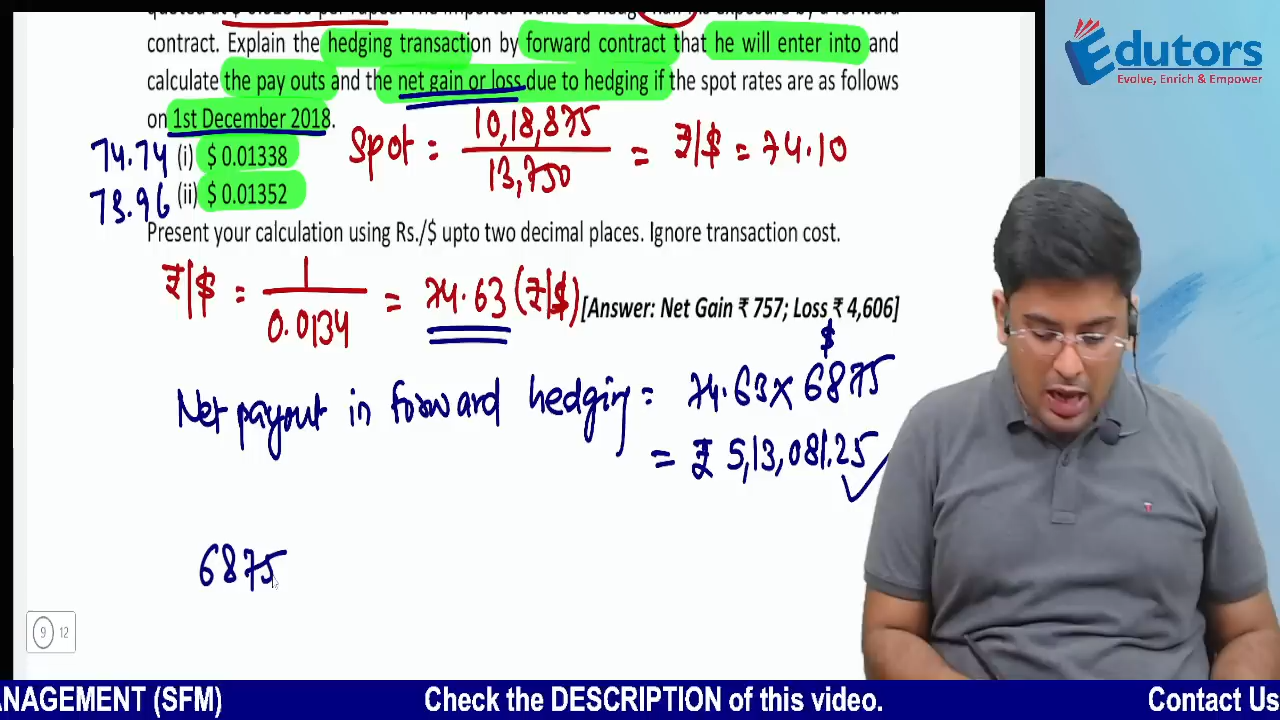 contract. Explain the hedging transaction by forward contract that he will enter into and
calculate the pay outs and the net gain or loss due to hedging if the spot rates are as follows
on 1st December 2018.
74.74 (i) $ 0.01338
73.96 (ii) $ 0.01352
Spot = 10,18,875 / 13,750 = ₹/$ = 74.10
Present your calculation using Rs./$ upto two decimal places. Ignore transaction cost.
₹/$ = 1 / 0.0134 = 74.63 (₹/$)
[Answer: Net Gain ₹ 757; Loss ₹ 4,606]
$
Net payout in forward hedging = 74.63 x 6875
= ₹ 5,13,081.25
6875
9 12
Edutors
Evolve, Enrich & Empower
ANAGEMENT (SFM) Check the DESCRIPTION of this video. Contact Us